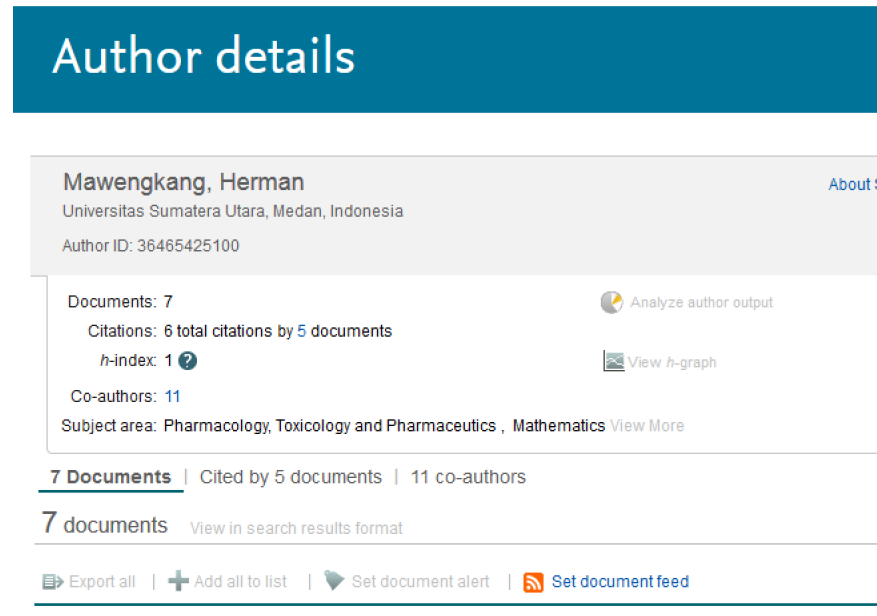 Author details
Mawengkang, Herman
About
Universitas Sumatera Utara, Medan, Indonesia
Author ID: 36465425100
Documents: 7
Analyze author output
Citations: 6 total citations by 5 documents
h-index: 1 ?
View h-graph
Co-authors: 11
Subject area: Pharmacology, Toxicology and Pharmaceutics , Mathematics View More
7 Documents | Cited by 5 documents | 11 co-authors
7 documents View in search results format
Export all | Add all to list | Set document alert | Set document feed